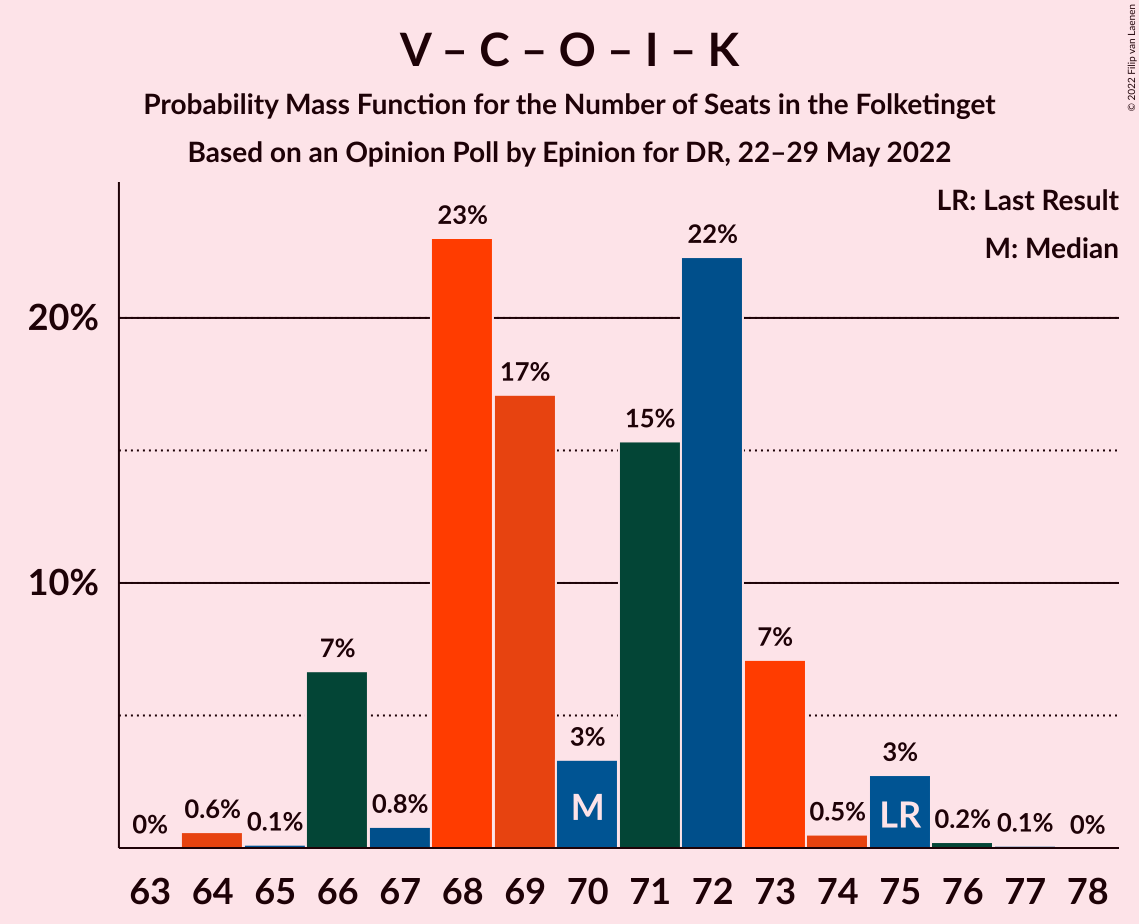 V – C – O – I – K
Probability Mass Function for the Number of Seats in the Folketinget
Based on an Opinion Poll by Epinion for DR, 22–29 May 2022
© 2022 Filip van Laenen
LR: Last Result
M: Median
20%
10%
0%
0.6%
0.1%
7%
0.8%
23%
17%
3%
15%
22%
7%
0.5%
3%
0.2%
0.1%
0%
M
LR
63 64 65 66 67 68 69 70 71 72 73 74 75 76 77 78